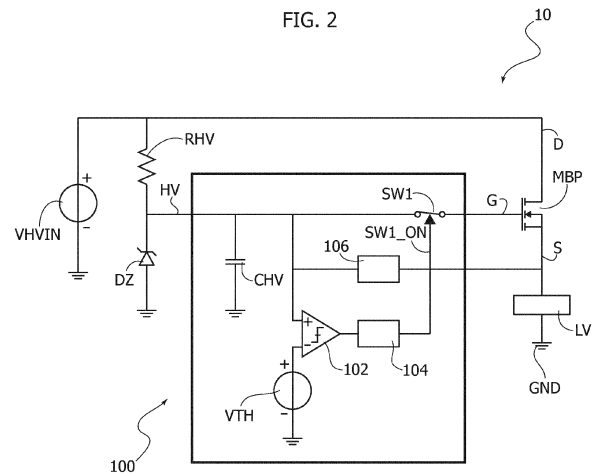 FIG. 2
10
RHV
D
HV
SW1
G
MBP
+
VHVIN
-
SW1_ON
106
S
DZ
CHV
+
-
102
104
LV
+
VTH
-
GND
100